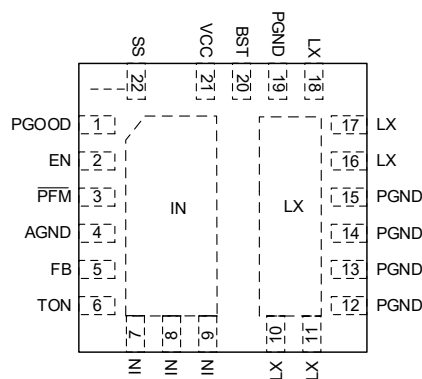 SS
VCC
BST
PGND
LX
22
21
20
19
18
PGOOD 1
EN 2
PFM 3
AGND 4
FB 5
TON 6
IN
LX
17 LX
16 LX
15 PGND
14 PGND
13 PGND
12 PGND
7
8
9
10
11
IN
IN
IN
LX
LX